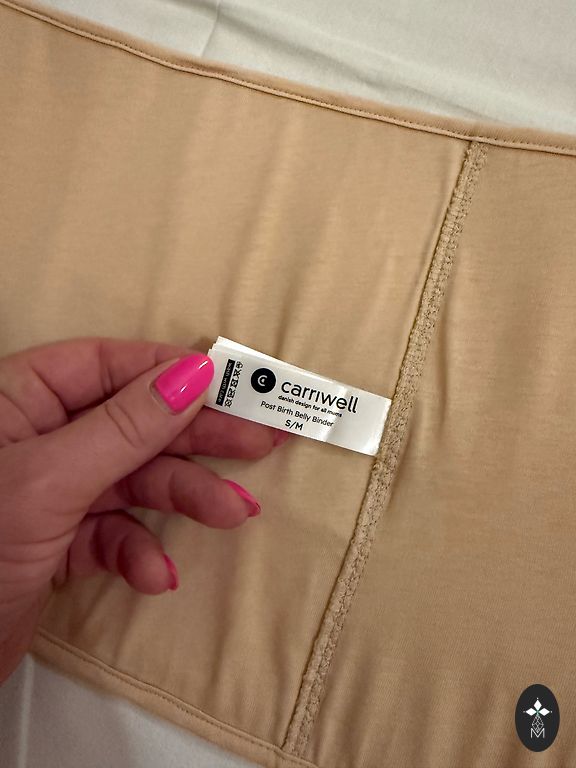 carriwell
danish design for all mums
Post Birth Belly Binder
S/M
M